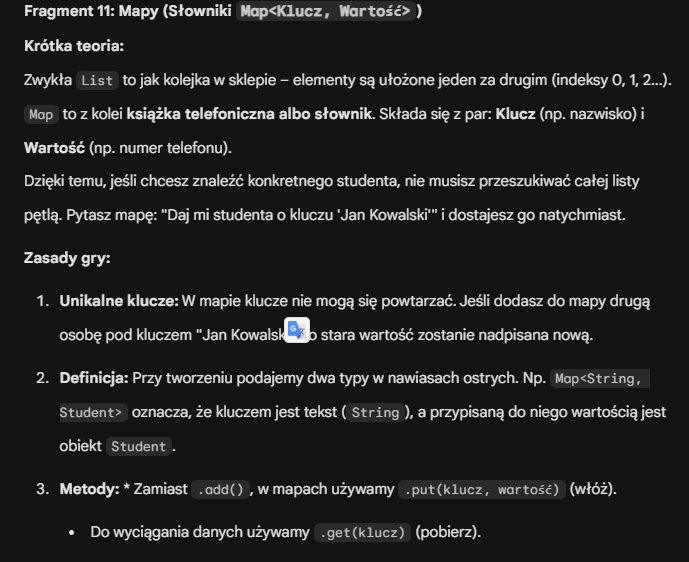 Fragment 11: Mapy (Słowniki Map<Klucz, Wartość>)
Krótka teoria:
Zwykła List to jak kolejka w sklepie – elementy są ułożone jeden za drugim (indeksy 0, 1, 2...).
Map to z kolei książka telefoniczna albo słownik. Składa się z par: Klucz (np. nazwisko) i
Wartość (np. numer telefonu).
Dzięki temu, jeśli chcesz znaleźć konkretnego studenta, nie musisz przeszukiwać całej listy
pętlą. Pytasz mapę: "Daj mi studenta o kluczu 'Jan Kowalski'" i dostajesz go natychmiast.
Zasady gry:
1. Unikalne klucze: W mapie klucze nie mogą się powtarzać. Jeśli dodasz do mapy drugą
osobę pod kluczem "Jan stara wartość zostanie nadpisana nową.
2. Definicja: Przy tworzeniu podajemy dwa typy w nawiasach ostrych. Np. Map<String,
Student> oznacza, że kluczem jest tekst (String), a przypisaną do niego wartością jest
obiekt Student.
3. Metody: * Zamiast .add(), w mapach używamy .put(klucz, wartość) (włóż).
• Do wyciągania danych używamy .get(klucz) (pobierz).